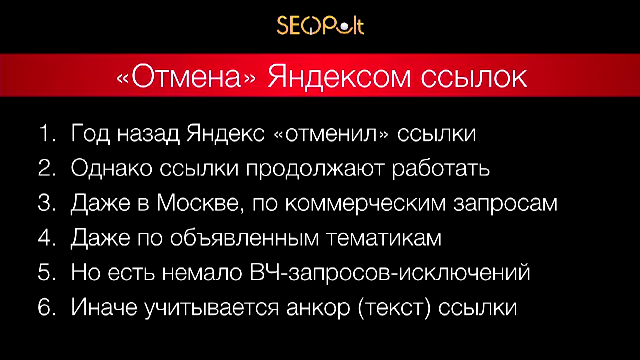 SEOPult
«Отмена» Яндексом ссылок
1. Год назад Яндекс «отменил» ссылки
2. Однако ссылки продолжают работать
3. Даже в Москве, по коммерческим запросам
4. Даже по объявленным тематикам
5. Но есть немало ВЧ-запросов-исключений
6. Иначе учитывается анкор (текст) ссылки